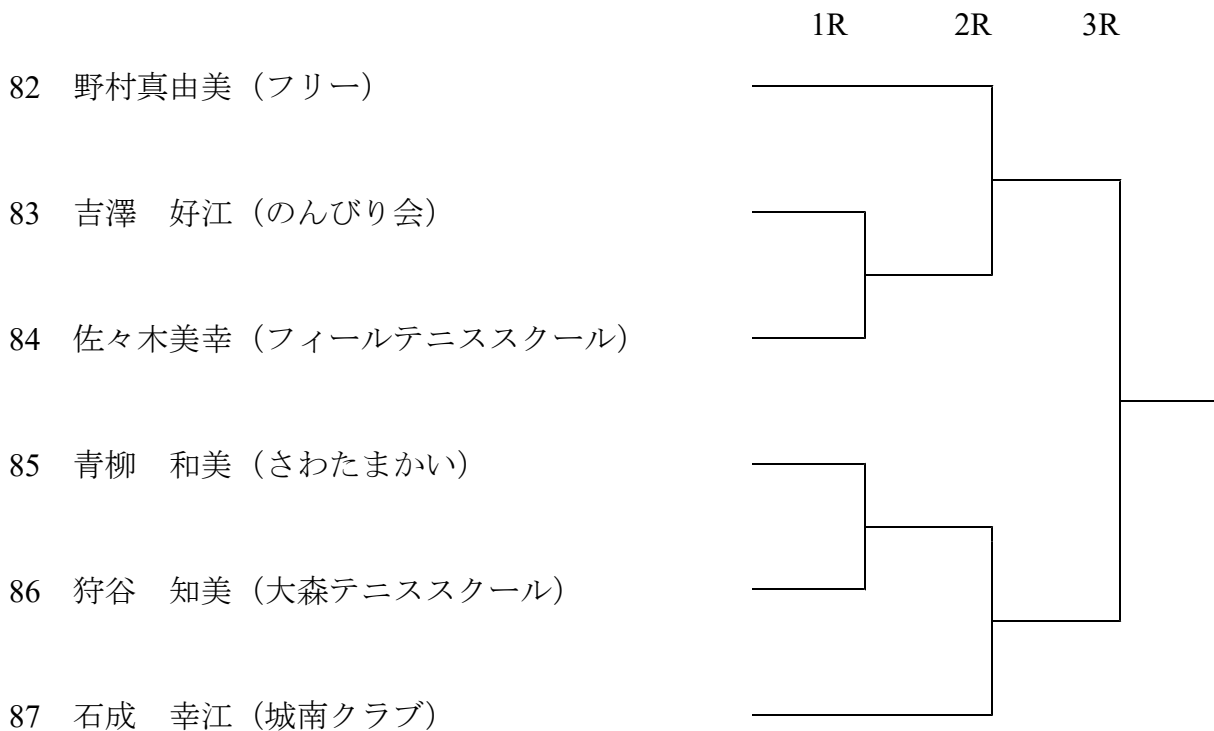 1R 2R 3R
82 野村真由美（フリー）
83 吉澤　好江（のんびり会）
84 佐々木美幸（フィールテニススクール）
85 青柳　和美（さわたまかい）
86 狩谷　知美（大森テニススクール）
87 石成　幸江（城南クラブ）